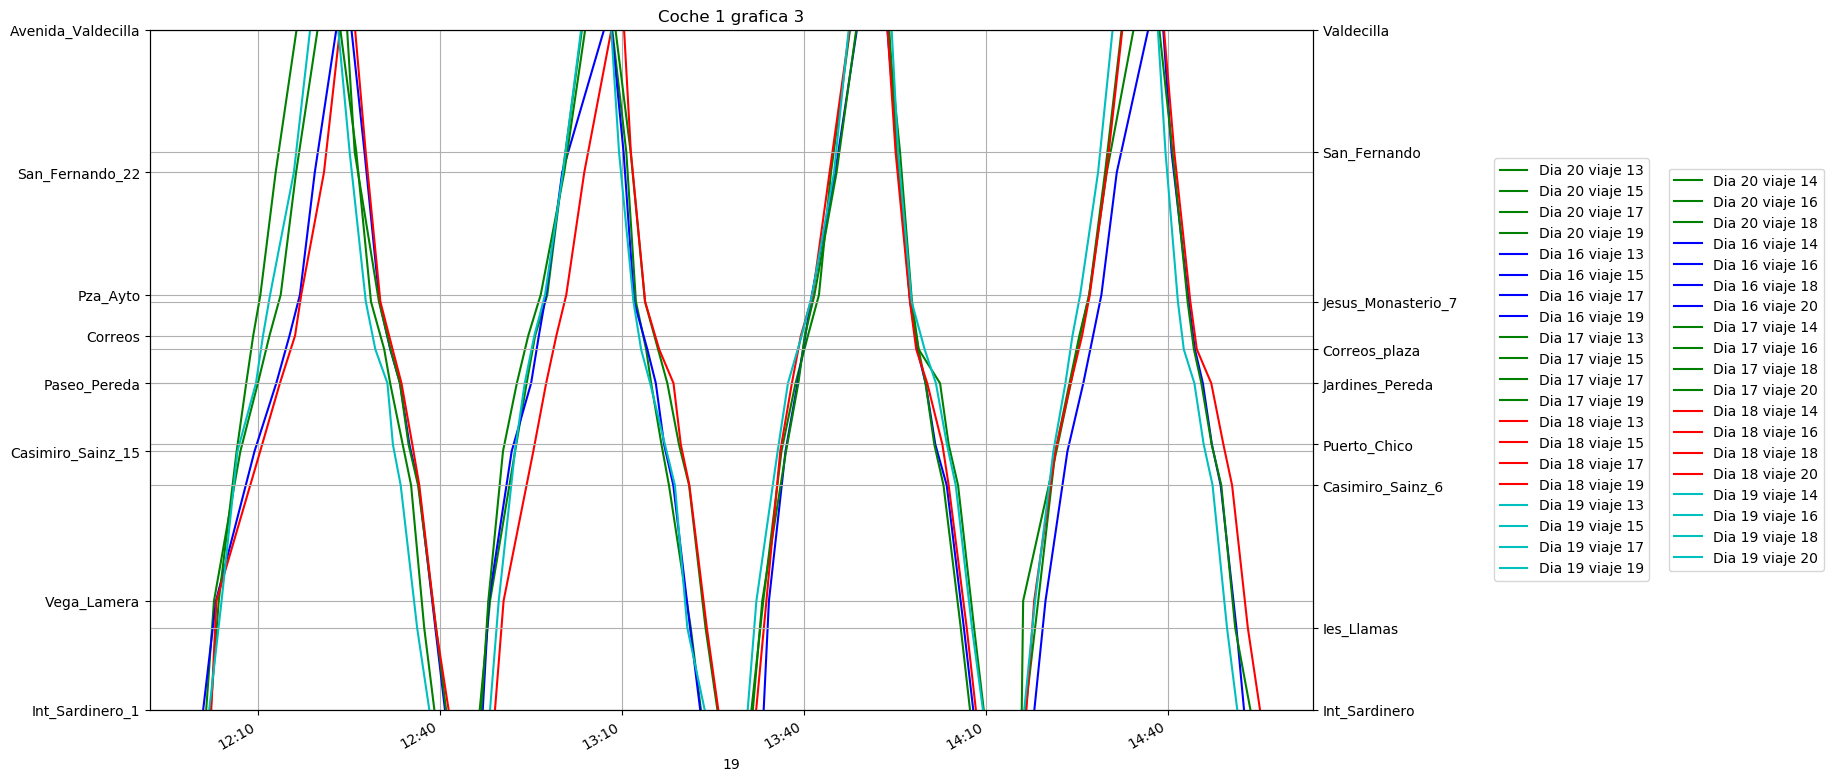 Coche 1 grafica 3
Avenida_Valdecilla
San_Fernando_22
Pza_Ayto
Correos
Paseo_Pereda
Casimiro_Sainz_15
Vega_Lamera
Int_Sardinero_1
Valdecilla
San_Fernando
Jesus_Monasterio_7
Correos_plaza
Jardines_Pereda
Puerto_Chico
Casimiro_Sainz_6
Ies_Llamas
Int_Sardinero
12:10
12:40
13:10
13:40
14:10
14:40
19
Dia 20 viaje 13
Dia 20 viaje 15
Dia 20 viaje 17
Dia 20 viaje 19
Dia 16 viaje 13
Dia 16 viaje 15
Dia 16 viaje 17
Dia 16 viaje 19
Dia 17 viaje 13
Dia 17 viaje 15
Dia 17 viaje 17
Dia 17 viaje 19
Dia 18 viaje 13
Dia 18 viaje 15
Dia 18 viaje 17
Dia 18 viaje 19
Dia 19 viaje 13
Dia 19 viaje 15
Dia 19 viaje 17
Dia 19 viaje 19
Dia 20 viaje 14
Dia 20 viaje 16
Dia 20 viaje 18
Dia 16 viaje 14
Dia 16 viaje 16
Dia 16 viaje 18
Dia 16 viaje 20
Dia 17 viaje 14
Dia 17 viaje 16
Dia 17 viaje 18
Dia 17 viaje 20
Dia 18 viaje 14
Dia 18 viaje 16
Dia 18 viaje 18
Dia 18 viaje 20
Dia 19 viaje 14
Dia 19 viaje 16
Dia 19 viaje 18
Dia 19 viaje 20